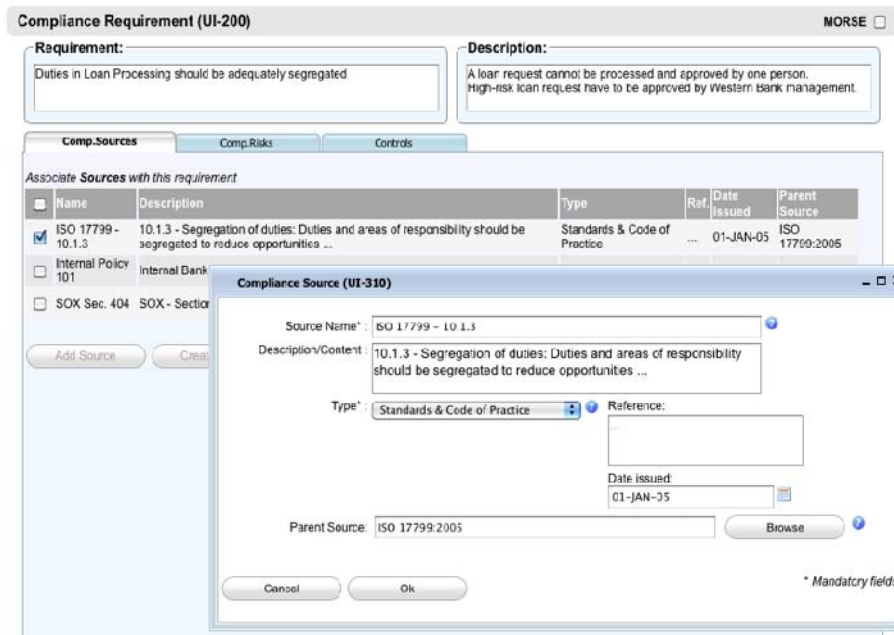 Compliance Requirement (UI-200)
MORSE
Requirement:
Duties in Loan Processing should be adequately segregated
Description:
A loan request cannot be processed and approved by one person.
High-risk loan request have to be approved by Western Bank management.
Comp.Sources
Comp.Risks
Controls
Associate Sources with this requirement
Name
Description
Type
Ref.
Date
Issued
Parent
Source
ISO 17799 -
10.1.3
10.1.3 - Segregation of duties: Duties and areas of responsibility should be
segregated to reduce opportunities ...
Standards & Code of
Practice
...
01-JAN-05
ISO
17799:2005
Internal Policy
101
Internal Bank
SOX Sec. 404
SOX - Section
Add Source
Creat
Compliance Source (UI-310)
Source Name* :
ISO 17799 – 10.1.3
Description/Content :
10.1.3 - Segregation of duties: Duties and areas of responsibility
should be segregated to reduce opportunities ...
Type* :
Standards & Code of Practice
Reference:
...
Date issued:
01-JAN-05
Parent Source:
ISO 17799:2005
Browse
Cancel
Ok
* Mandatory fields